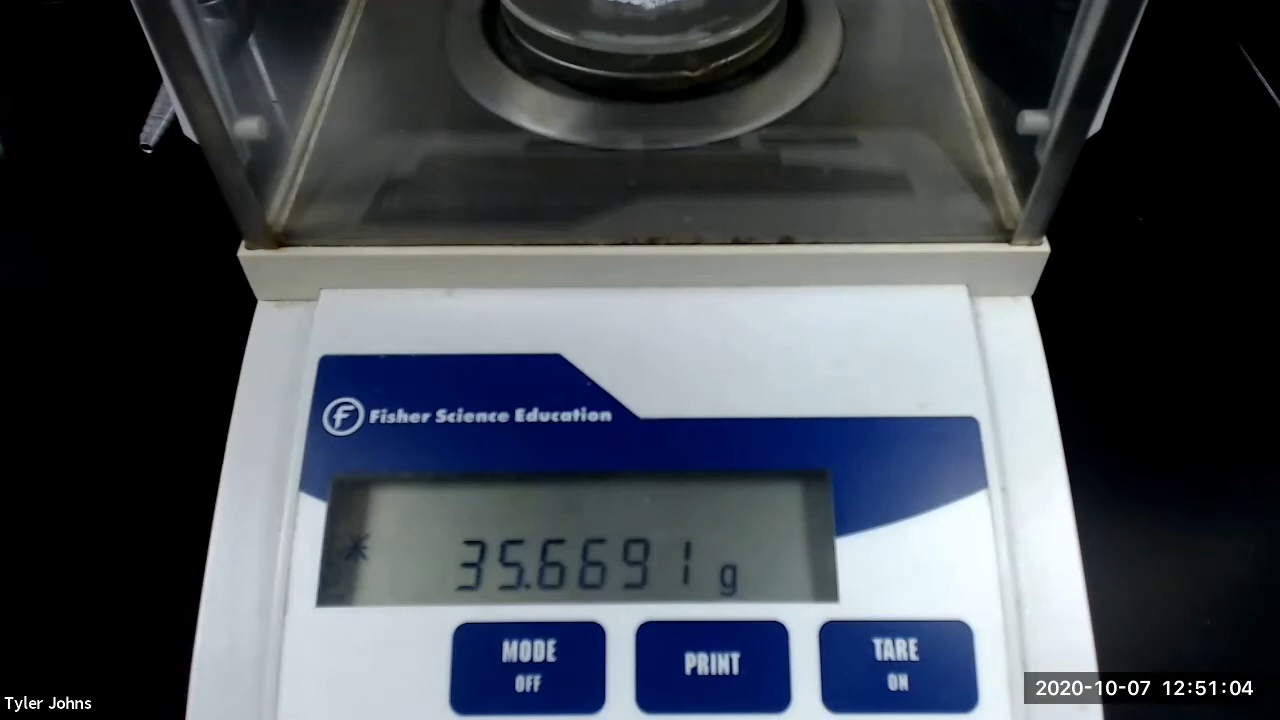 Fisher Science Education
* 35.6691 g
MODE
OFF
PRINT
TARE
ON
2020-10-07 12:51:04
Tyler Johns